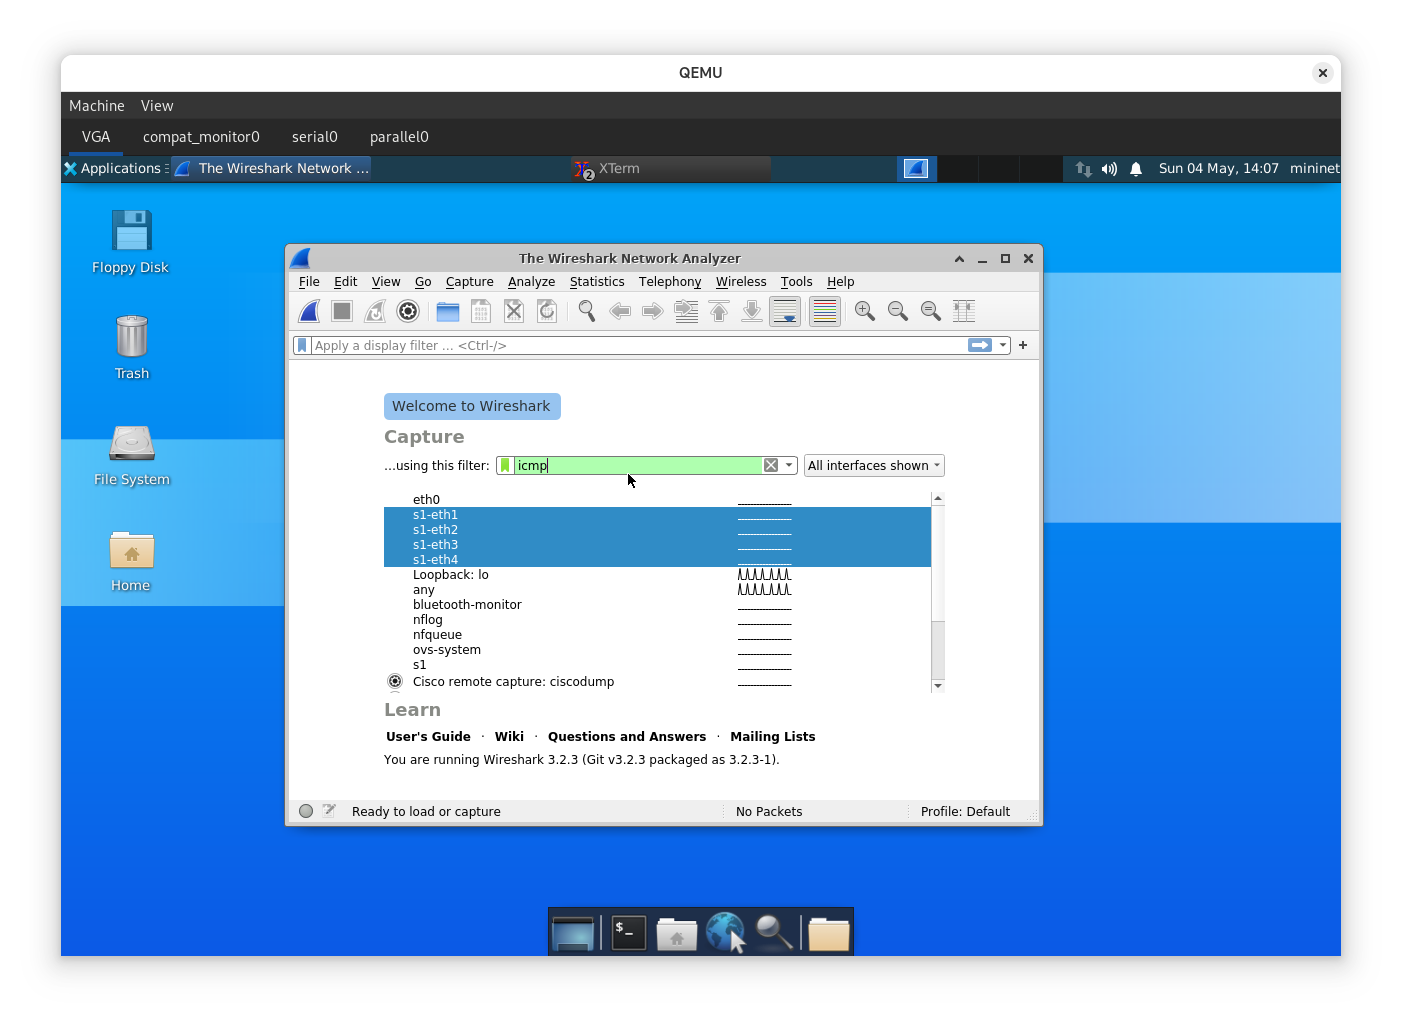 QEMU
Machine View
VGA compat_monitor0 serial0 parallel0
Applications The Wireshark Network ... 2 XTerm Sun 04 May, 14:07 mininet
Floppy Disk
Trash
File System
Home
The Wireshark Network Analyzer
File Edit View Go Capture Analyze Statistics Telephony Wireless Tools Help
Apply a display filter ... <Ctrl-/> +
Welcome to Wireshark
Capture
...using this filter: icmp All interfaces shown
eth0
s1-eth1
s1-eth2
s1-eth3
s1-eth4
Loopback: lo
any
bluetooth-monitor
nflog
nfqueue
ovs-system
s1
Cisco remote capture: ciscodump
Learn
User's Guide · Wiki · Questions and Answers · Mailing Lists
You are running Wireshark 3.2.3 (Git v3.2.3 packaged as 3.2.3-1).
Ready to load or capture No Packets Profile: Default
$_